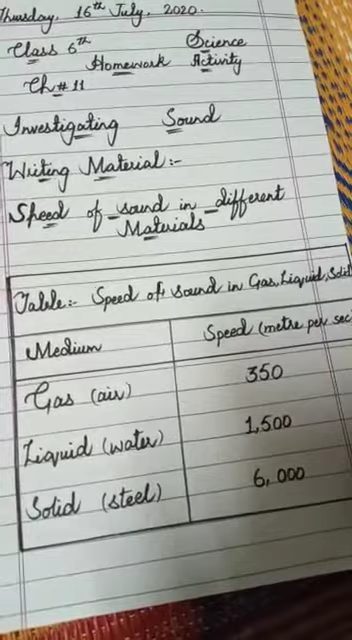 Thursday, 16th July, 2020.
Class 6th Science
Homework Activity
Ch # 11
Investigating Sound
Writing Material:-
Speed of sound in different
Materials
Table:- Speed of sound in Gas, Liquid, Solid
Medium Speed (metre per sec
Gas (air) 350
Liquid (water) 1,500
Solid (steel) 6,000